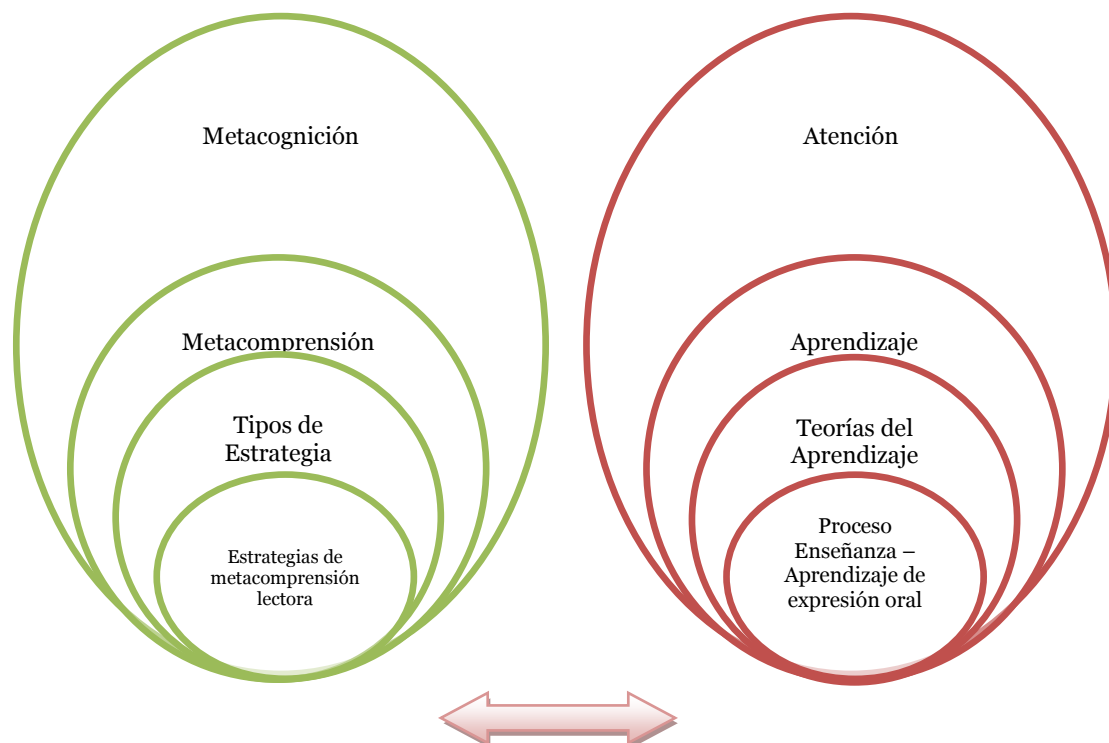 Metacognición
Metacomprensión
Tipos de
Estrategia
Estrategias de
metacomprensión
lectora
Atención
Aprendizaje
Teorías del
Aprendizaje
Proceso
Enseñanza –
Aprendizaje de
expresión oral